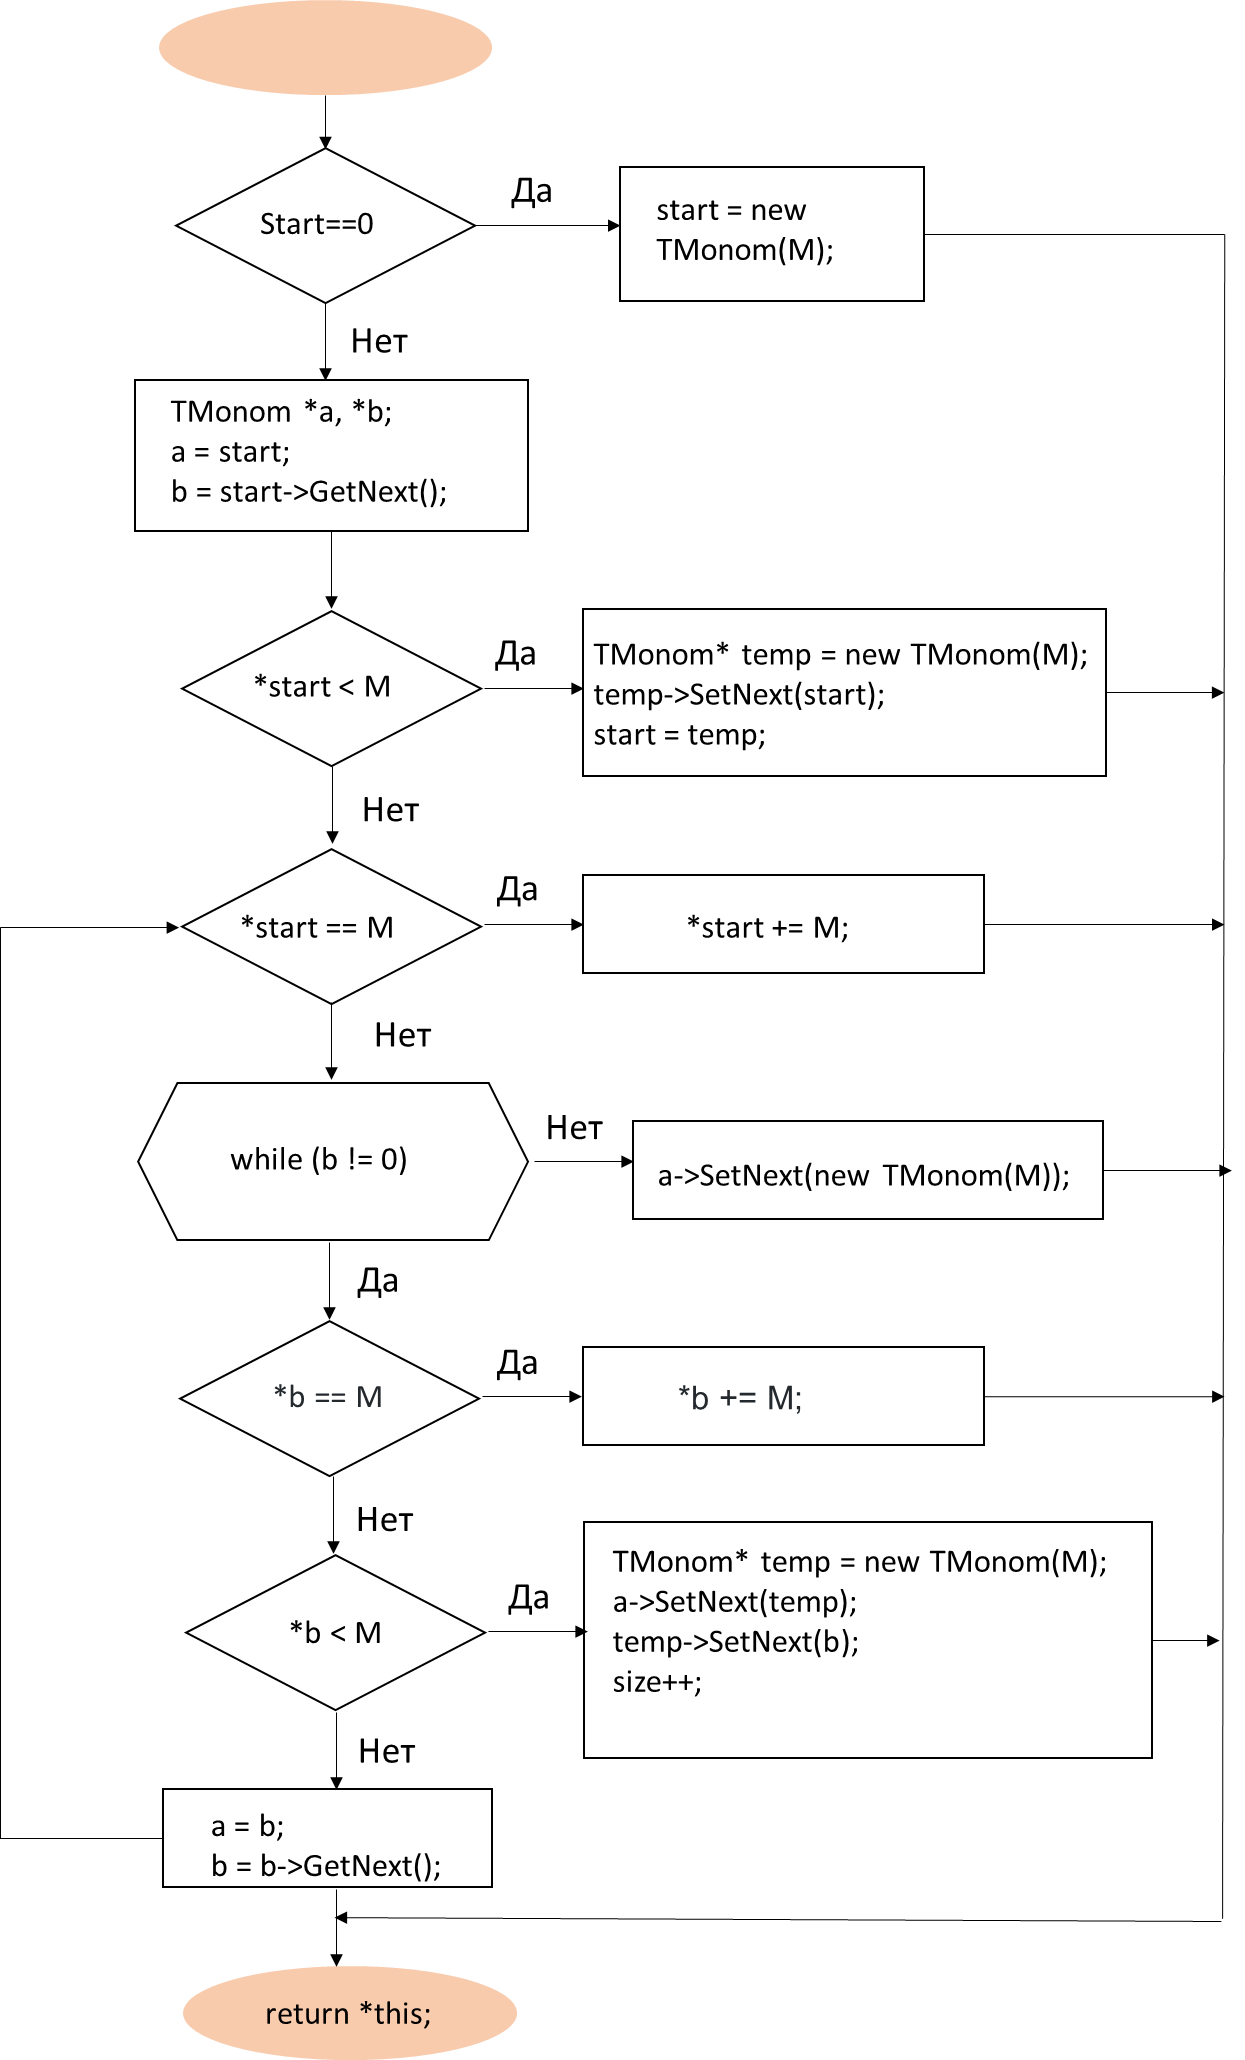 Start==0
Да
start = new
TMonom(M);
Нет
TMonom *a, *b;
a = start;
b = start->GetNext();
*start < M
Да
TMonom* temp = new TMonom(M);
temp->SetNext(start);
start = temp;
Нет
*start == M
Да
*start += M;
Нет
while (b != 0)
Нет
a->SetNext(new TMonom(M));
Да
*b == M
Да
*b += M;
Нет
*b < M
Да
TMonom* temp = new TMonom(M);
a->SetNext(temp);
temp->SetNext(b);
size++;
Нет
a = b;
b = b->GetNext();
return *this;